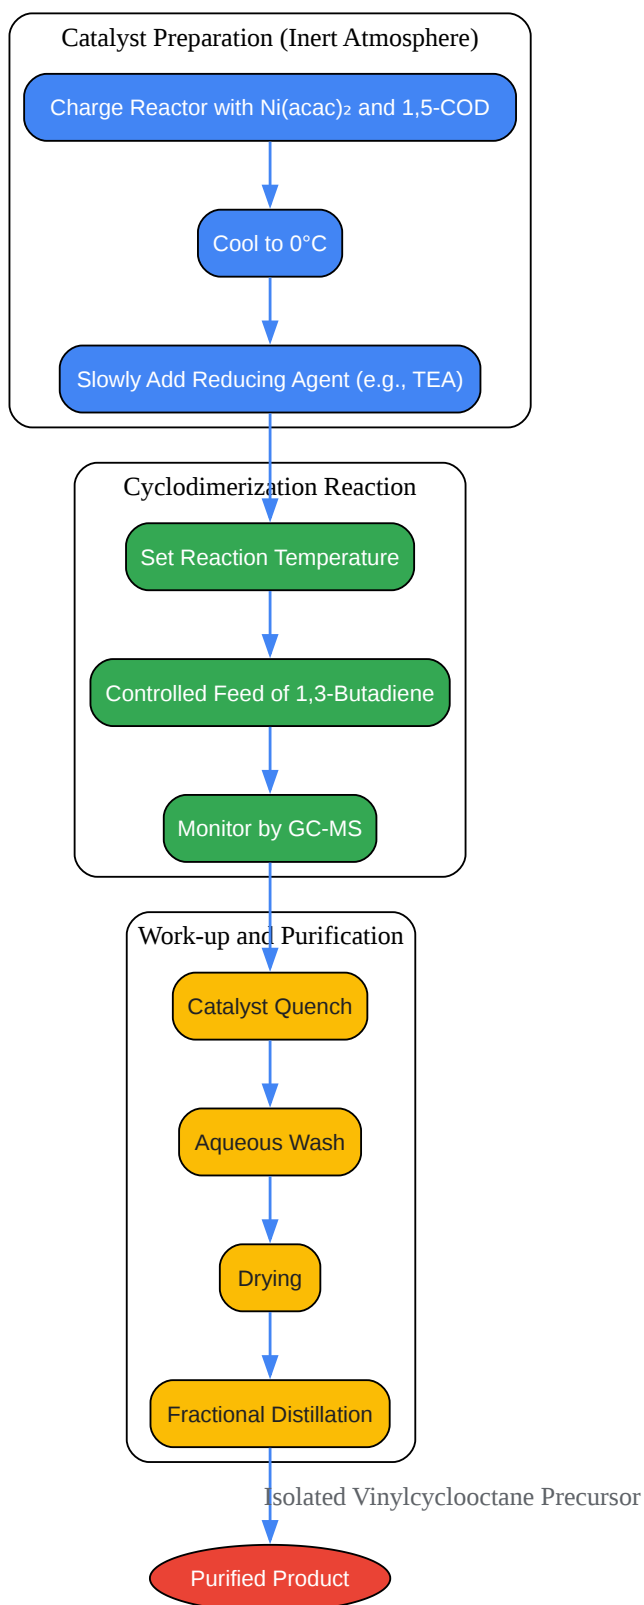 Catalyst Preparation (Inert Atmosphere)
Charge Reactor with Ni(acac)₂ and 1,5-COD
Cool to 0°C
Slowly Add Reducing Agent (e.g., TEA)
Cyclodimerization Reaction
Set Reaction Temperature
Controlled Feed of 1,3-Butadiene
Monitor by GC-MS
Work-up and Purification
Catalyst Quench
Aqueous Wash
Drying
Fractional Distillation
Isolated Vinylcyclooctane Precursor
Purified Product